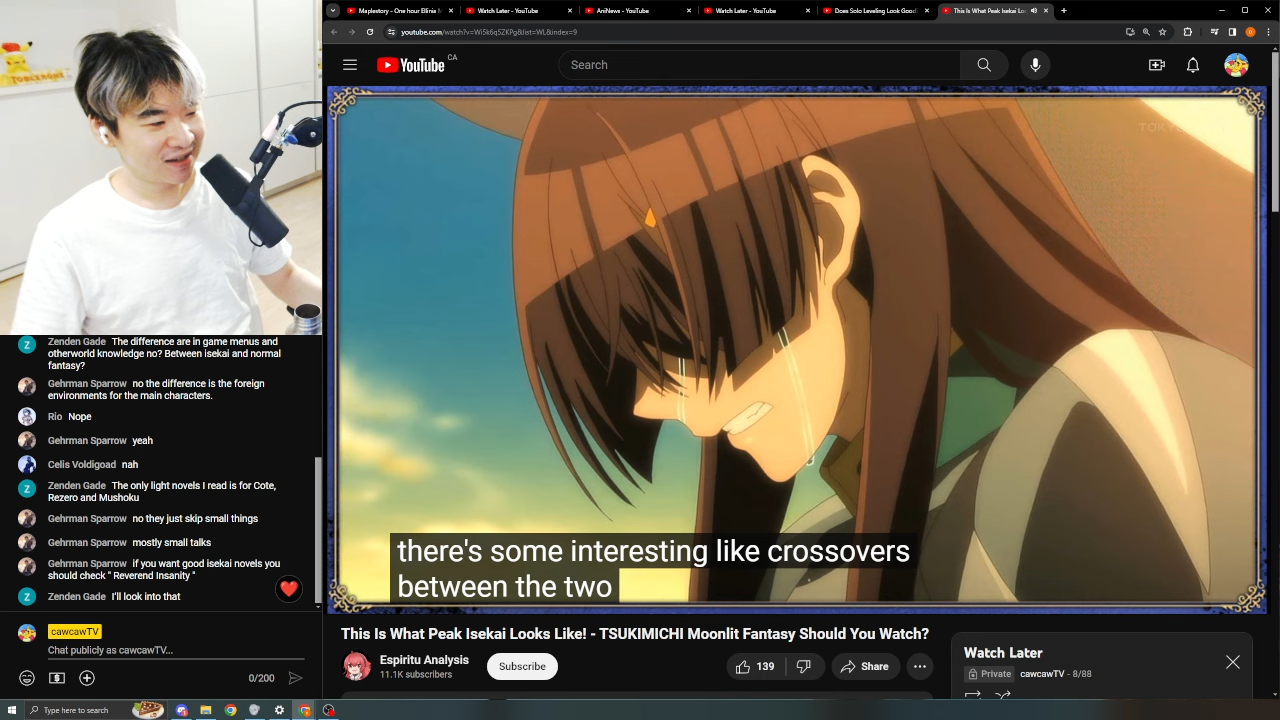 Maplestory - One hour Ellinia M
Watch Later - YouTube
AniNews - YouTube
Watch Later - YouTube
Does Solo Leveling Look Good?
This Is What Peak Isekai Lo
youtube.com/watch?v=Wi5k6q5ZKPg&list=WL&index=9
YouTube CA
Search
TOKYO
Zenden Gade The difference are in game menus and
otherworld knowledge no? Between isekai and normal
fantasy?
Gehrman Sparrow no the difference is the foreign
environments for the main characters.
Rio Nope
Gehrman Sparrow yeah
Celis Voldigoad nah
Zenden Gade The only light novels I read is for Cote,
Rezero and Mushoku
Gehrman Sparrow no they just skip small things
Gehrman Sparrow mostly small talks
Gehrman Sparrow if you want good isekai novels you
should check " Reverend Insanity "
Zenden Gade I'll look into that
cawcawTV
Chat publicly as cawcawTV...
0/200
there's some interesting like crossovers
between the two
This Is What Peak Isekai Looks Like! - TSUKIMICHI Moonlit Fantasy Should You Watch?
Espiritu Analysis
11.1K subscribers
Subscribe
139
Share
Watch Later
Private cawcawTV - 8/88
Type here to search